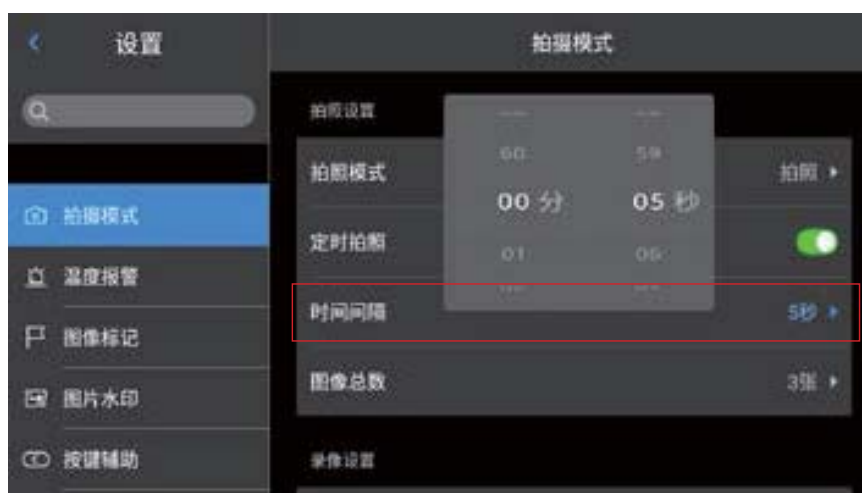 设置
拍摄模式
拍照设置
拍照模式
拍照
60
59
00 分
05 秒
拍摄模式
定时拍照
01
06
温度报警
时间间隔
5秒
图像标记
图像总数
3张
图片水印
按键辅助
录像设置